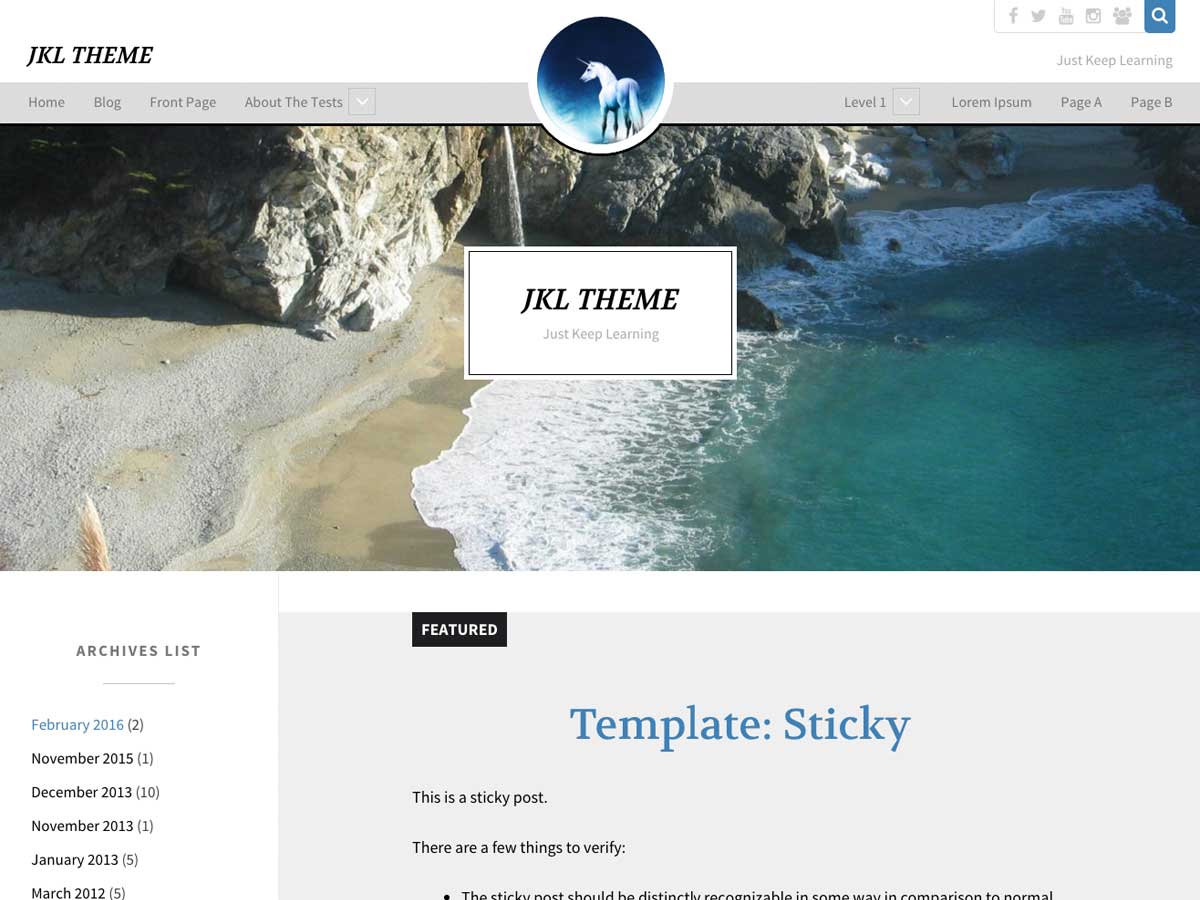 JKL THEME
Just Keep Learning
Home Blog Front Page About The Tests Level 1 Lorem Ipsum Page A Page B
JKL THEME
Just Keep Learning
ARCHIVES LIST
February 2016 (2)
November 2015 (1)
December 2013 (10)
November 2013 (1)
January 2013 (5)
March 2012 (5)
FEATURED
Template: Sticky
This is a sticky post.
There are a few things to verify:
• The sticky post should be distinctly recognizable in some way in comparison to normal